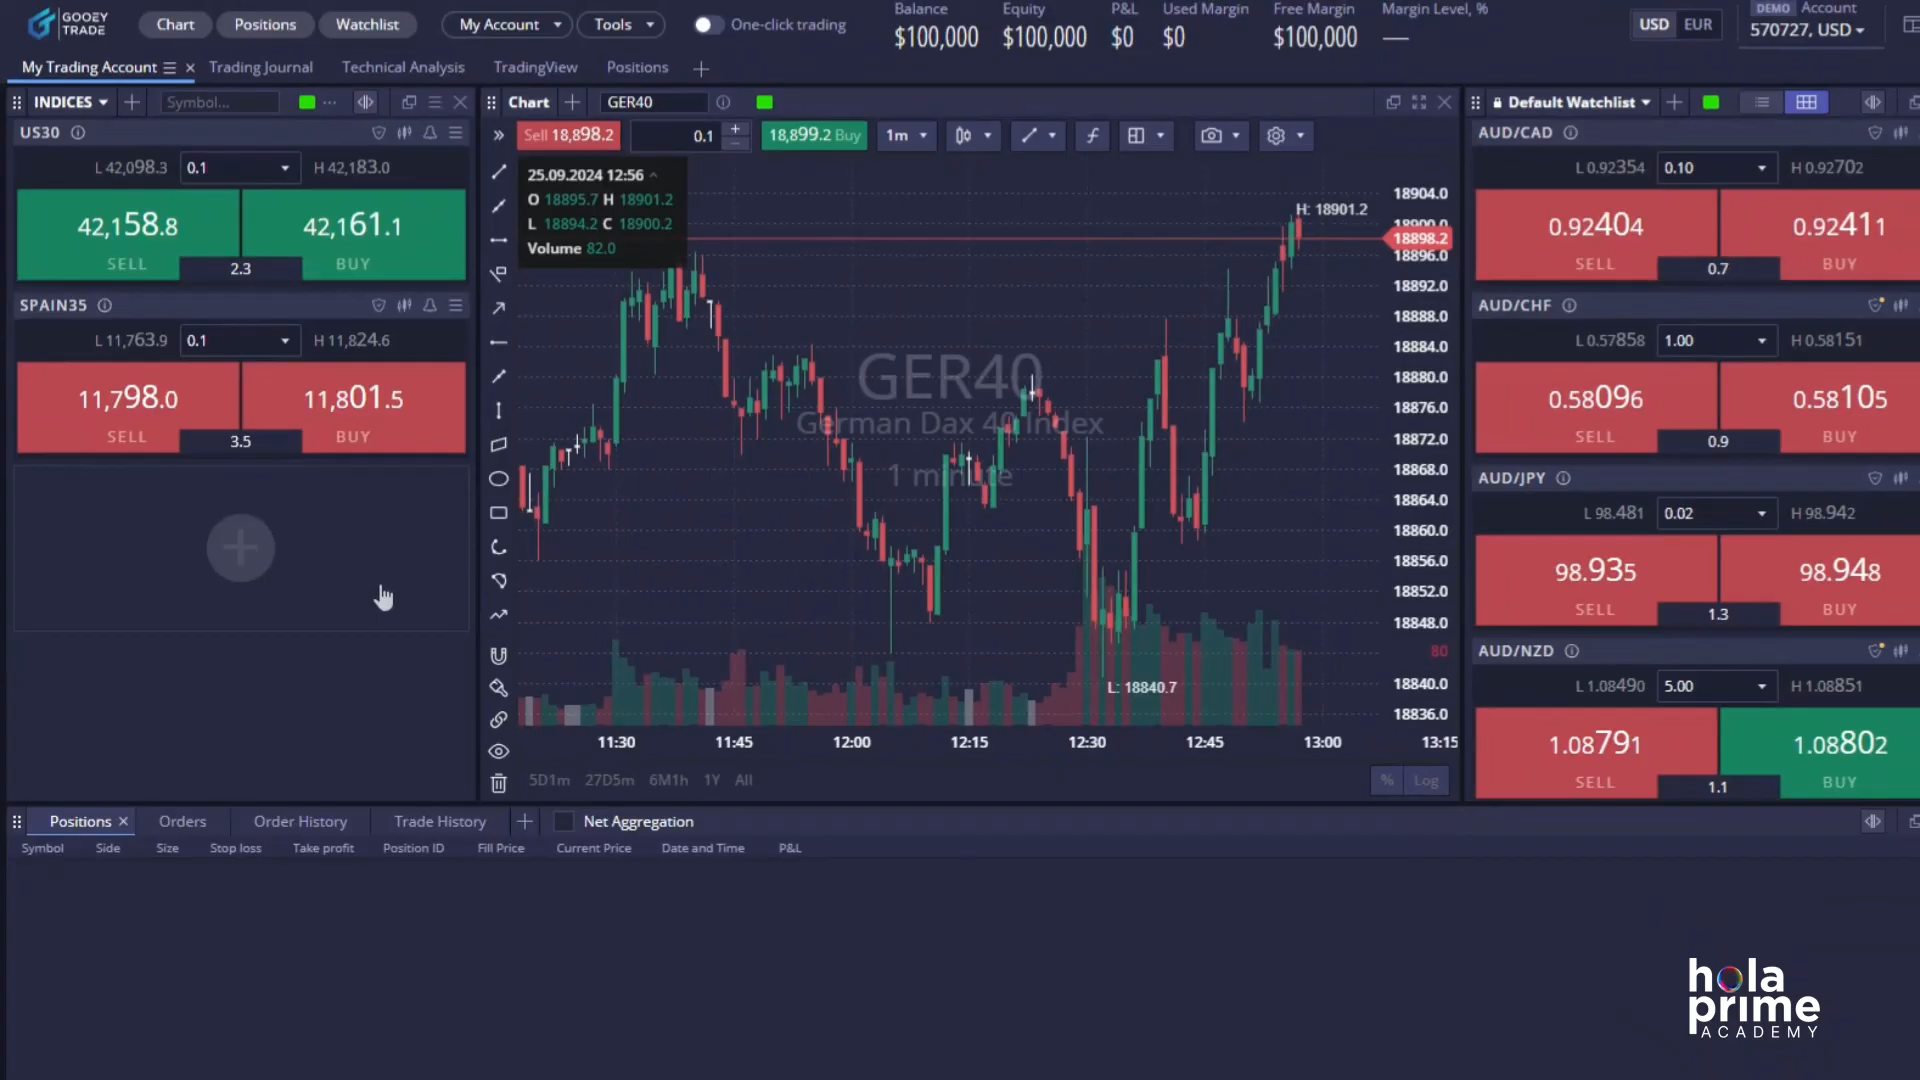 GOOEY TRADE
Chart Positions Watchlist My Account Tools One-click trading
Balance Equity P&L Used Margin Free Margin Margin Level, %
$100,000 $100,000 $0 $0 $100,000 —
USD EUR DEMO Account
570727, USD
My Trading Account Trading Journal Technical Analysis TradingView Positions
INDICES Symbol...
US30
L 42,098.3 0.1 H 42,183.0
42,158.8 42,161.1
SELL 2.3 BUY
SPAIN35
L 11,763.9 0.1 H 11,824.6
11,798.0 11,801.5
SELL 3.5 BUY
Chart GER40
Sell 18,898.2 0.1 18,899.2 Buy 1m
25.09.2024 12:56
O 18895.7 H 18901.2
L 18894.2 C 18900.2
Volume 82.0
GER40
German Dax 40 Index
1 minute
H: 18901.2
L: 18840.7
18904.0
18900.0
18898.2
18896.0
18892.0
18888.0
18884.0
18880.0
18876.0
18872.0
18868.0
18864.0
18860.0
18856.0
18852.0
18848.0
80
18840.0
18836.0
11:30 11:45 12:00 12:15 12:30 12:45 13:00 13:15
5D1m 27D5m 6M1h 1Y All % Log
Default Watchlist
AUD/CAD
L 0.92354 0.10 H 0.92702
0.92404 0.92411
SELL 0.7 BUY
AUD/CHF
L 0.57858 1.00 H 0.58151
0.58096 0.58105
SELL 0.9 BUY
AUD/JPY
L 98.481 0.02 H 98.942
98.935 98.948
SELL 1.3 BUY
AUD/NZD
L 1.08490 5.00 H 1.08851
1.08791 1.08802
SELL 1.1 BUY
Positions Orders Order History Trade History Net Aggregation
Symbol Side Size Stop loss Take profit Position ID Fill Price Current Price Date and Time P&L
hola
prime
ACADEMY